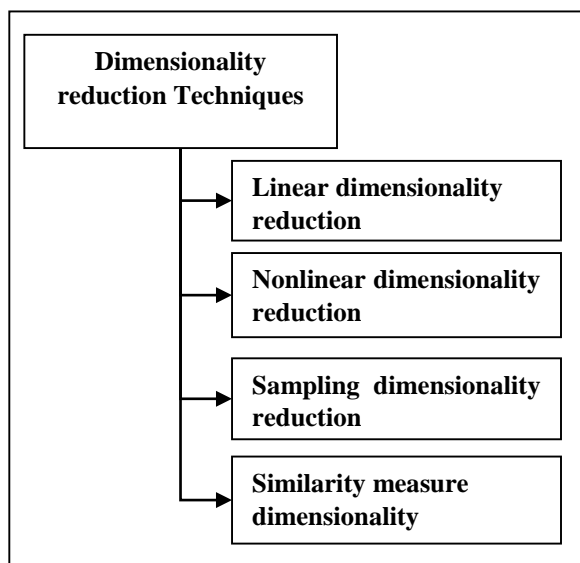 Dimensionality
reduction Techniques
Linear dimensionality
reduction
Nonlinear dimensionality
reduction
Sampling dimensionality
reduction
Similarity measure
dimensionality